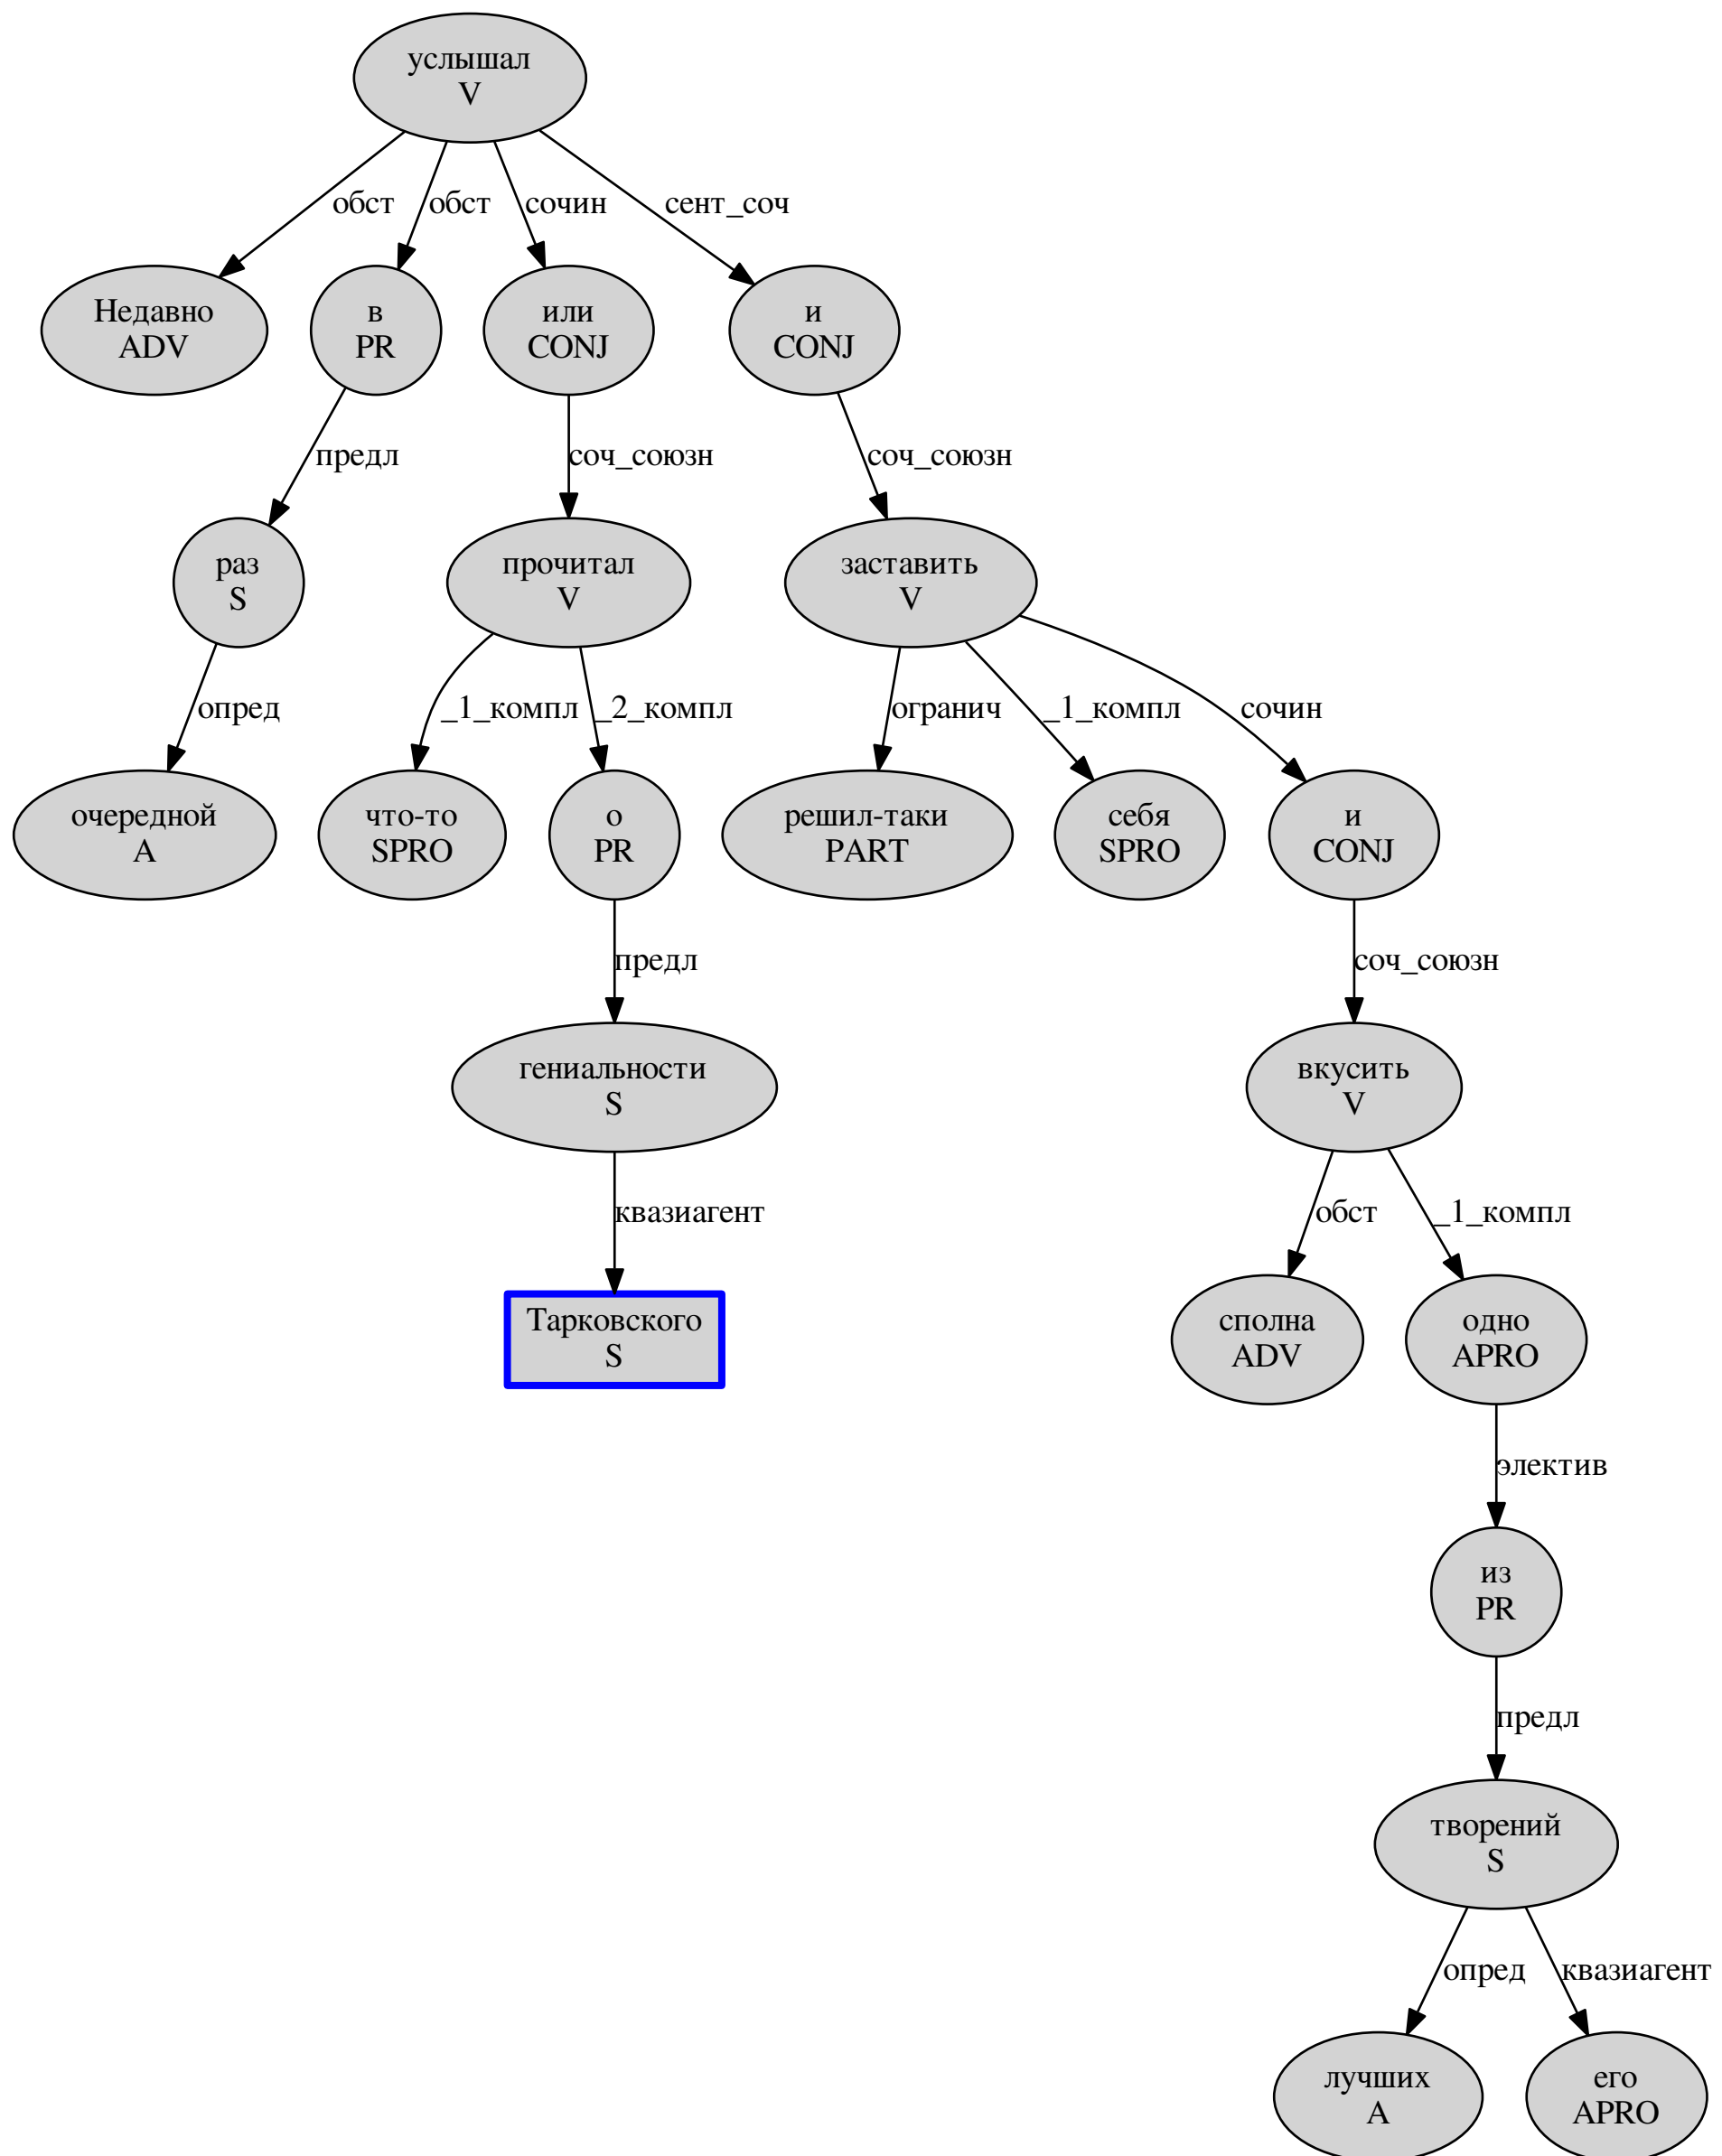 услышал
V
обст
обст
сочин
сент_соч
Недавно
ADV
в
PR
или
CONJ
и
CONJ
предл
соч_союзн
соч_союзн
раз
S
прочитал
V
заставить
V
опред
_1_компл
_2_компл
огранич
_1_компл
сочин
очередной
A
что-то
SPRO
о
PR
решил-таки
PART
себя
SPRO
и
CONJ
предл
соч_союзн
гениальности
S
вкусить
V
квазиагент
обст
_1_компл
Тарковского
S
сполна
ADV
одно
APRO
электив
из
PR
предл
творений
S
опред
квазиагент
лучших
A
его
APRO